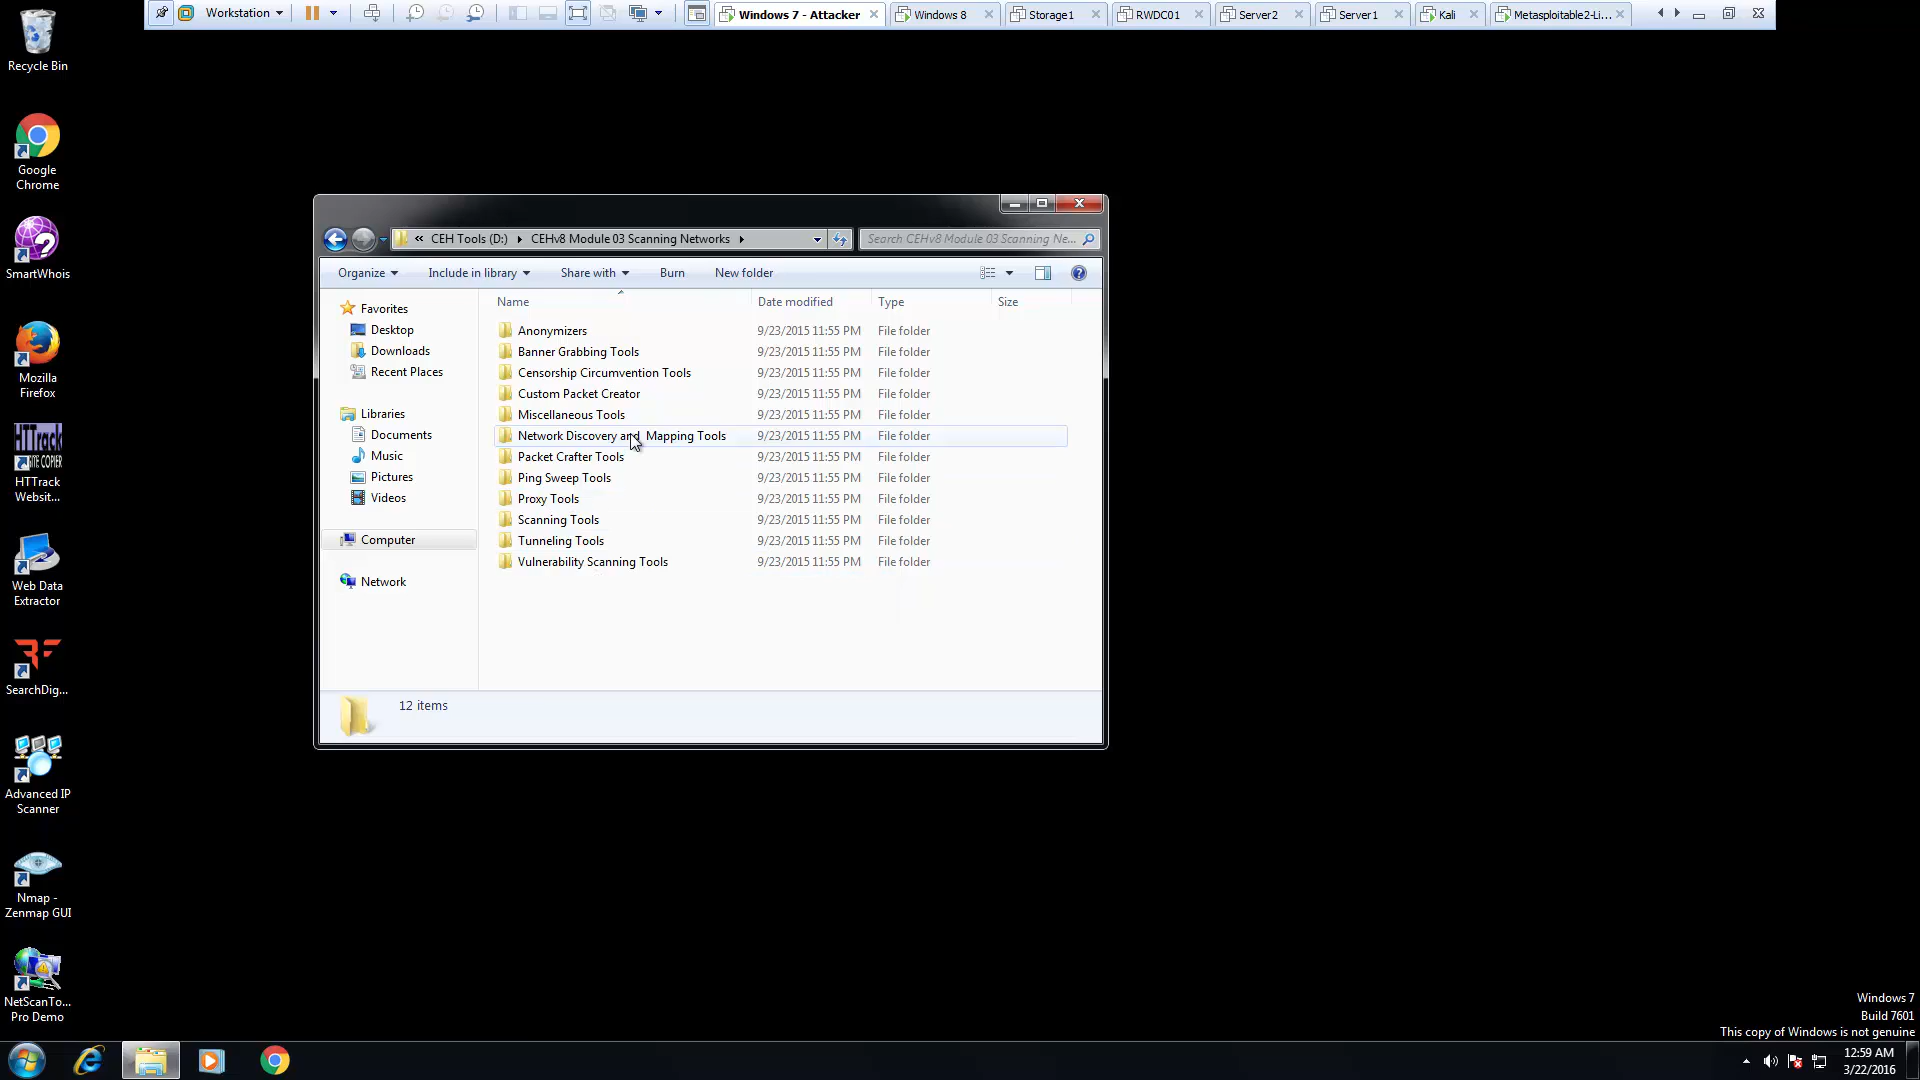 Workstation
Windows 7 - Attacker
Windows 8
Storage1
RWDC01
Server2
Server1
Kali
Metasploitable2-Li...
Recycle Bin
Google
Chrome
SmartWhois
Mozilla
Firefox
HTTrack
SITE COPIER
HTTrack
Websit...
Web Data
Extractor
SearchDig...
Advanced IP
Scanner
Nmap -
Zenmap GUI
NetScanTo...
Pro Demo
« CEH Tools (D:) CEHv8 Module 03 Scanning Networks
Search CEHv8 Module 03 Scanning Ne...
Organize Include in library Share with Burn New folder
Favorites
Desktop
Downloads
Recent Places
Libraries
Documents
Music
Pictures
Videos
Computer
Network
Name Date modified Type Size
Anonymizers 9/23/2015 11:55 PM File folder
Banner Grabbing Tools 9/23/2015 11:55 PM File folder
Censorship Circumvention Tools 9/23/2015 11:55 PM File folder
Custom Packet Creator 9/23/2015 11:55 PM File folder
Miscellaneous Tools 9/23/2015 11:55 PM File folder
Network Discovery and Mapping Tools 9/23/2015 11:55 PM File folder
Packet Crafter Tools 9/23/2015 11:55 PM File folder
Ping Sweep Tools 9/23/2015 11:55 PM File folder
Proxy Tools 9/23/2015 11:55 PM File folder
Scanning Tools 9/23/2015 11:55 PM File folder
Tunneling Tools 9/23/2015 11:55 PM File folder
Vulnerability Scanning Tools 9/23/2015 11:55 PM File folder
12 items
Windows 7
Build 7601
This copy of Windows is not genuine
12:59 AM
3/22/2016